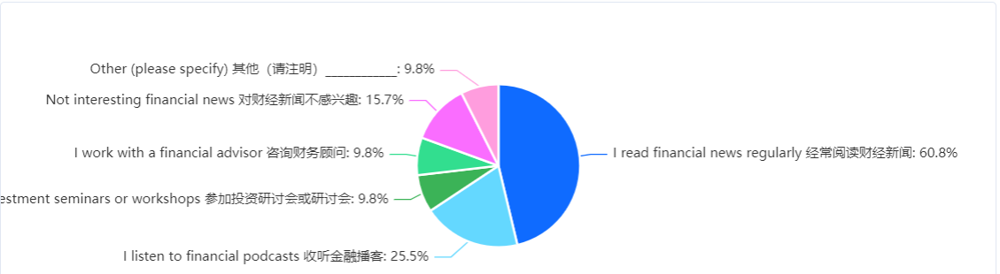 Other (please specify) 其他（请注明）____________: 9.8%
Not interesting financial news 对财经新闻不感兴趣: 15.7%
I work with a financial advisor 咨询财务顾问: 9.8%
I read financial news regularly 经常阅读财经新闻: 60.8%
estment seminars or workshops 参加投资研讨会或研讨会: 9.8%
I listen to financial podcasts 收听金融播客: 25.5%